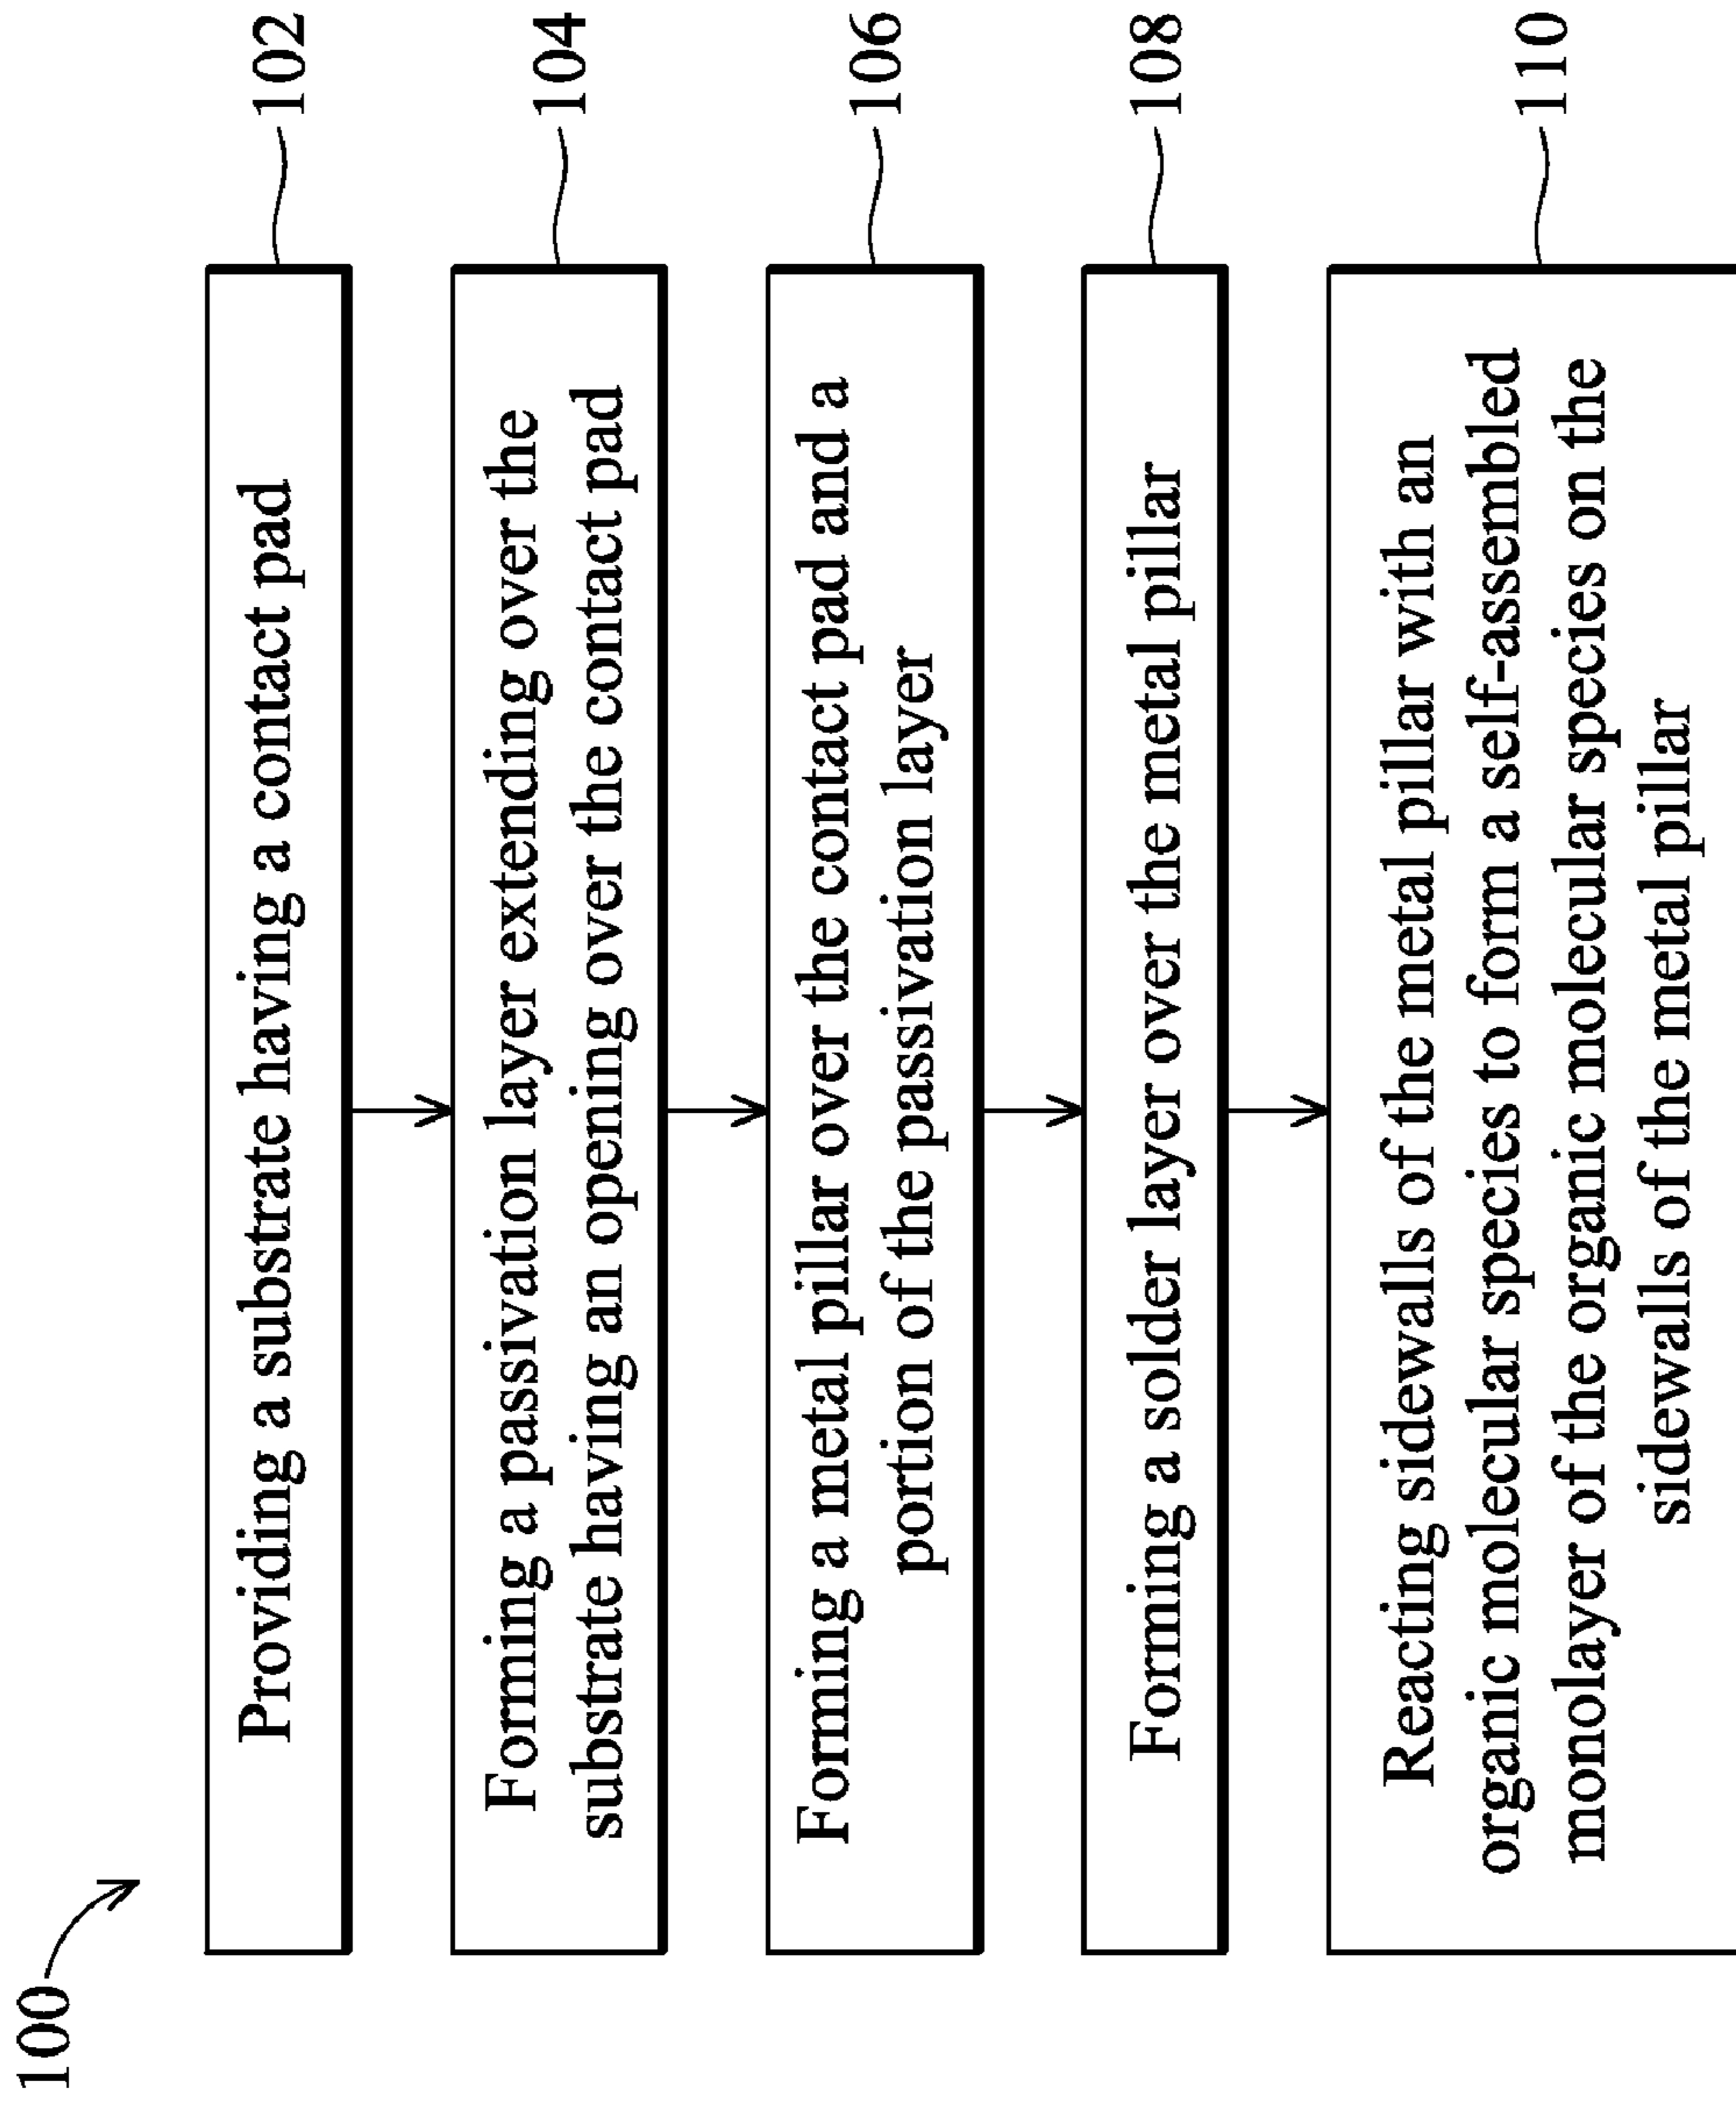 100
Providing a substrate having a contact pad
102
Forming a passivation layer extending over the
substrate having an opening over the contact pad
104
Forming a metal pillar over the contact pad and a
portion of the passivation layer
106
Forming a solder layer over the metal pillar
108
Reacting sidewalls of the metal pillar with an
organic molecular species to form a self-assembled
monolayer of the organic molecular species on the
sidewalls of the metal pillar
110